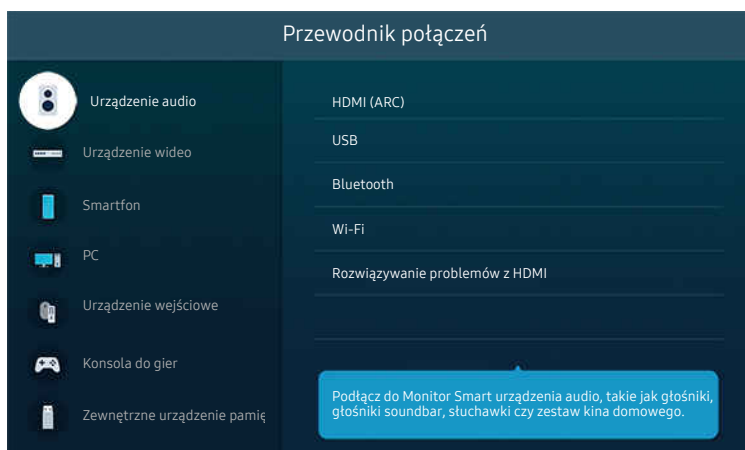 Przewodnik połączeń
Urządzenie audio
Urządzenie wideo
Smartfon
PC
Urządzenie wejściowe
Konsola do gier
Zewnętrzne urządzenie pamię
HDMI (ARC)
USB
Bluetooth
Wi-Fi
Rozwiązywanie problemów z HDMI
Podłącz do Monitor Smart urządzenia audio, takie jak głośniki,
głośniki soundbar, słuchawki czy zestaw kina domowego.